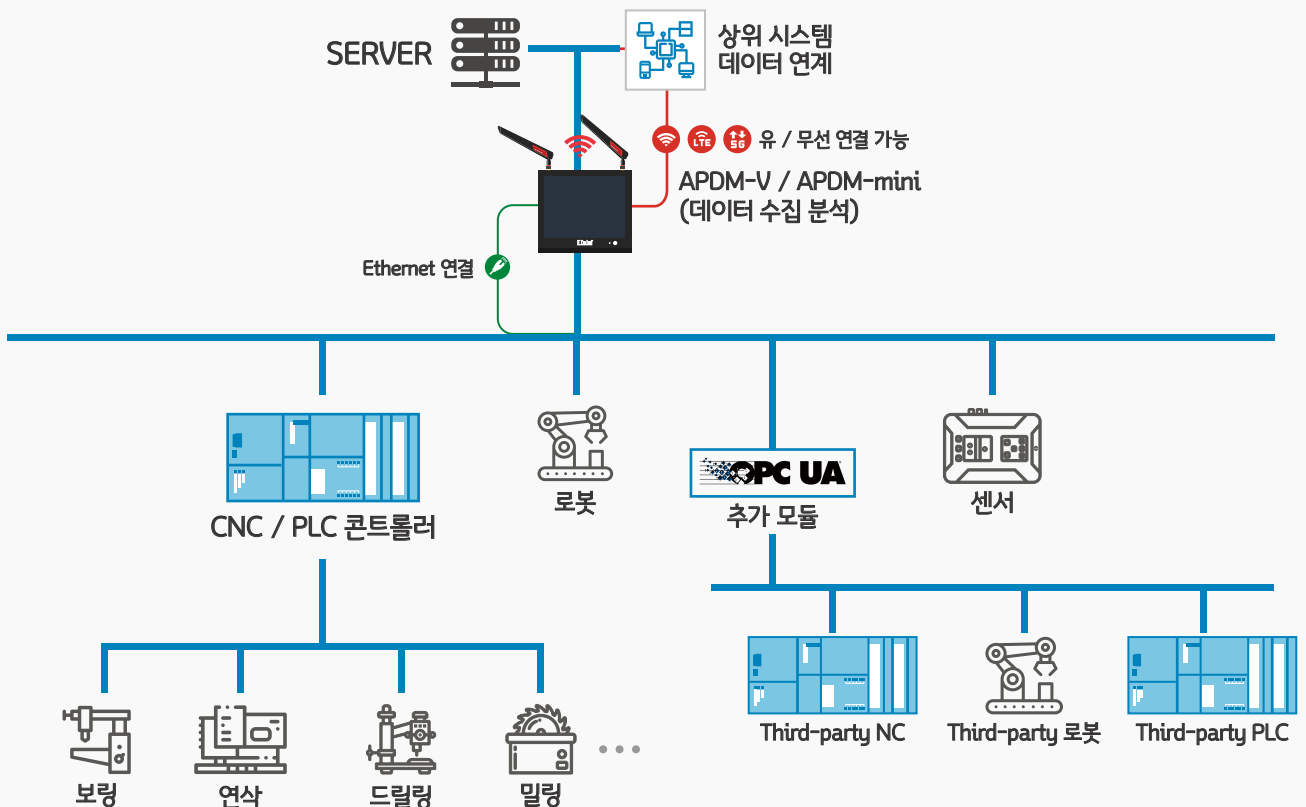 SERVER
상위 시스템
데이터 연계
LTE
5G
유 / 무선 연결 가능
APDM-V / APDM-mini
(데이터 수집 분석)
Ethernet 연결
CNC / PLC 콘트롤러
로봇
OPC UA
추가 모듈
센서
보링
연삭
드릴링
밀링
Third-party NC
Third-party 로봇
Third-party PLC